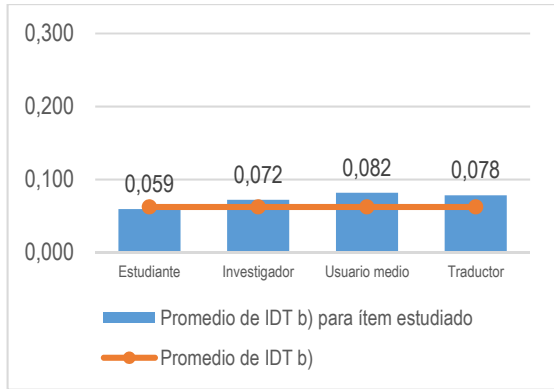 0,300
0,200
0,100
0,000
0,059
0,072
0,082
0,078
Estudiante Investigador Usuario medio Traductor
Promedio de IDT b) para ítem estudiado
Promedio de IDT b)